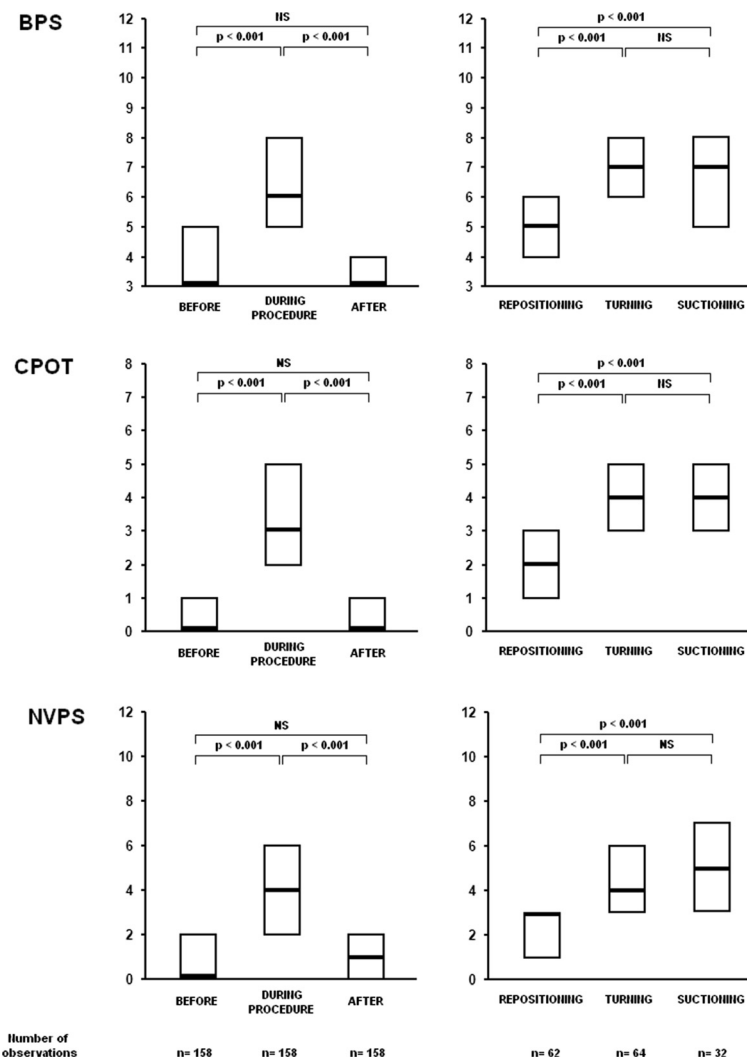 BPS
NS
p < 0.001 p < 0.001
12
11
10
9
8
7
6
5
4
3
BEFORE DURING PROCEDURE AFTER
p < 0.001
p < 0.001 NS
12
11
10
9
8
7
6
5
4
3
REPOSITIONING TURNING SUCTIONING
CPOT
NS
p < 0.001 p < 0.001
8
7
6
5
4
3
2
1
0
BEFORE DURING PROCEDURE AFTER
p < 0.001
p < 0.001 NS
8
7
6
5
4
3
2
1
0
REPOSITIONING TURNING SUCTIONING
NVPS
NS
p < 0.001 p < 0.001
12
10
8
6
4
2
0
BEFORE DURING PROCEDURE AFTER
p < 0.001
p < 0.001 NS
12
10
8
6
4
2
0
REPOSITIONING TURNING SUCTIONING
Number of
observations n= 158 n= 158 n= 158 n= 62 n= 64 n= 32